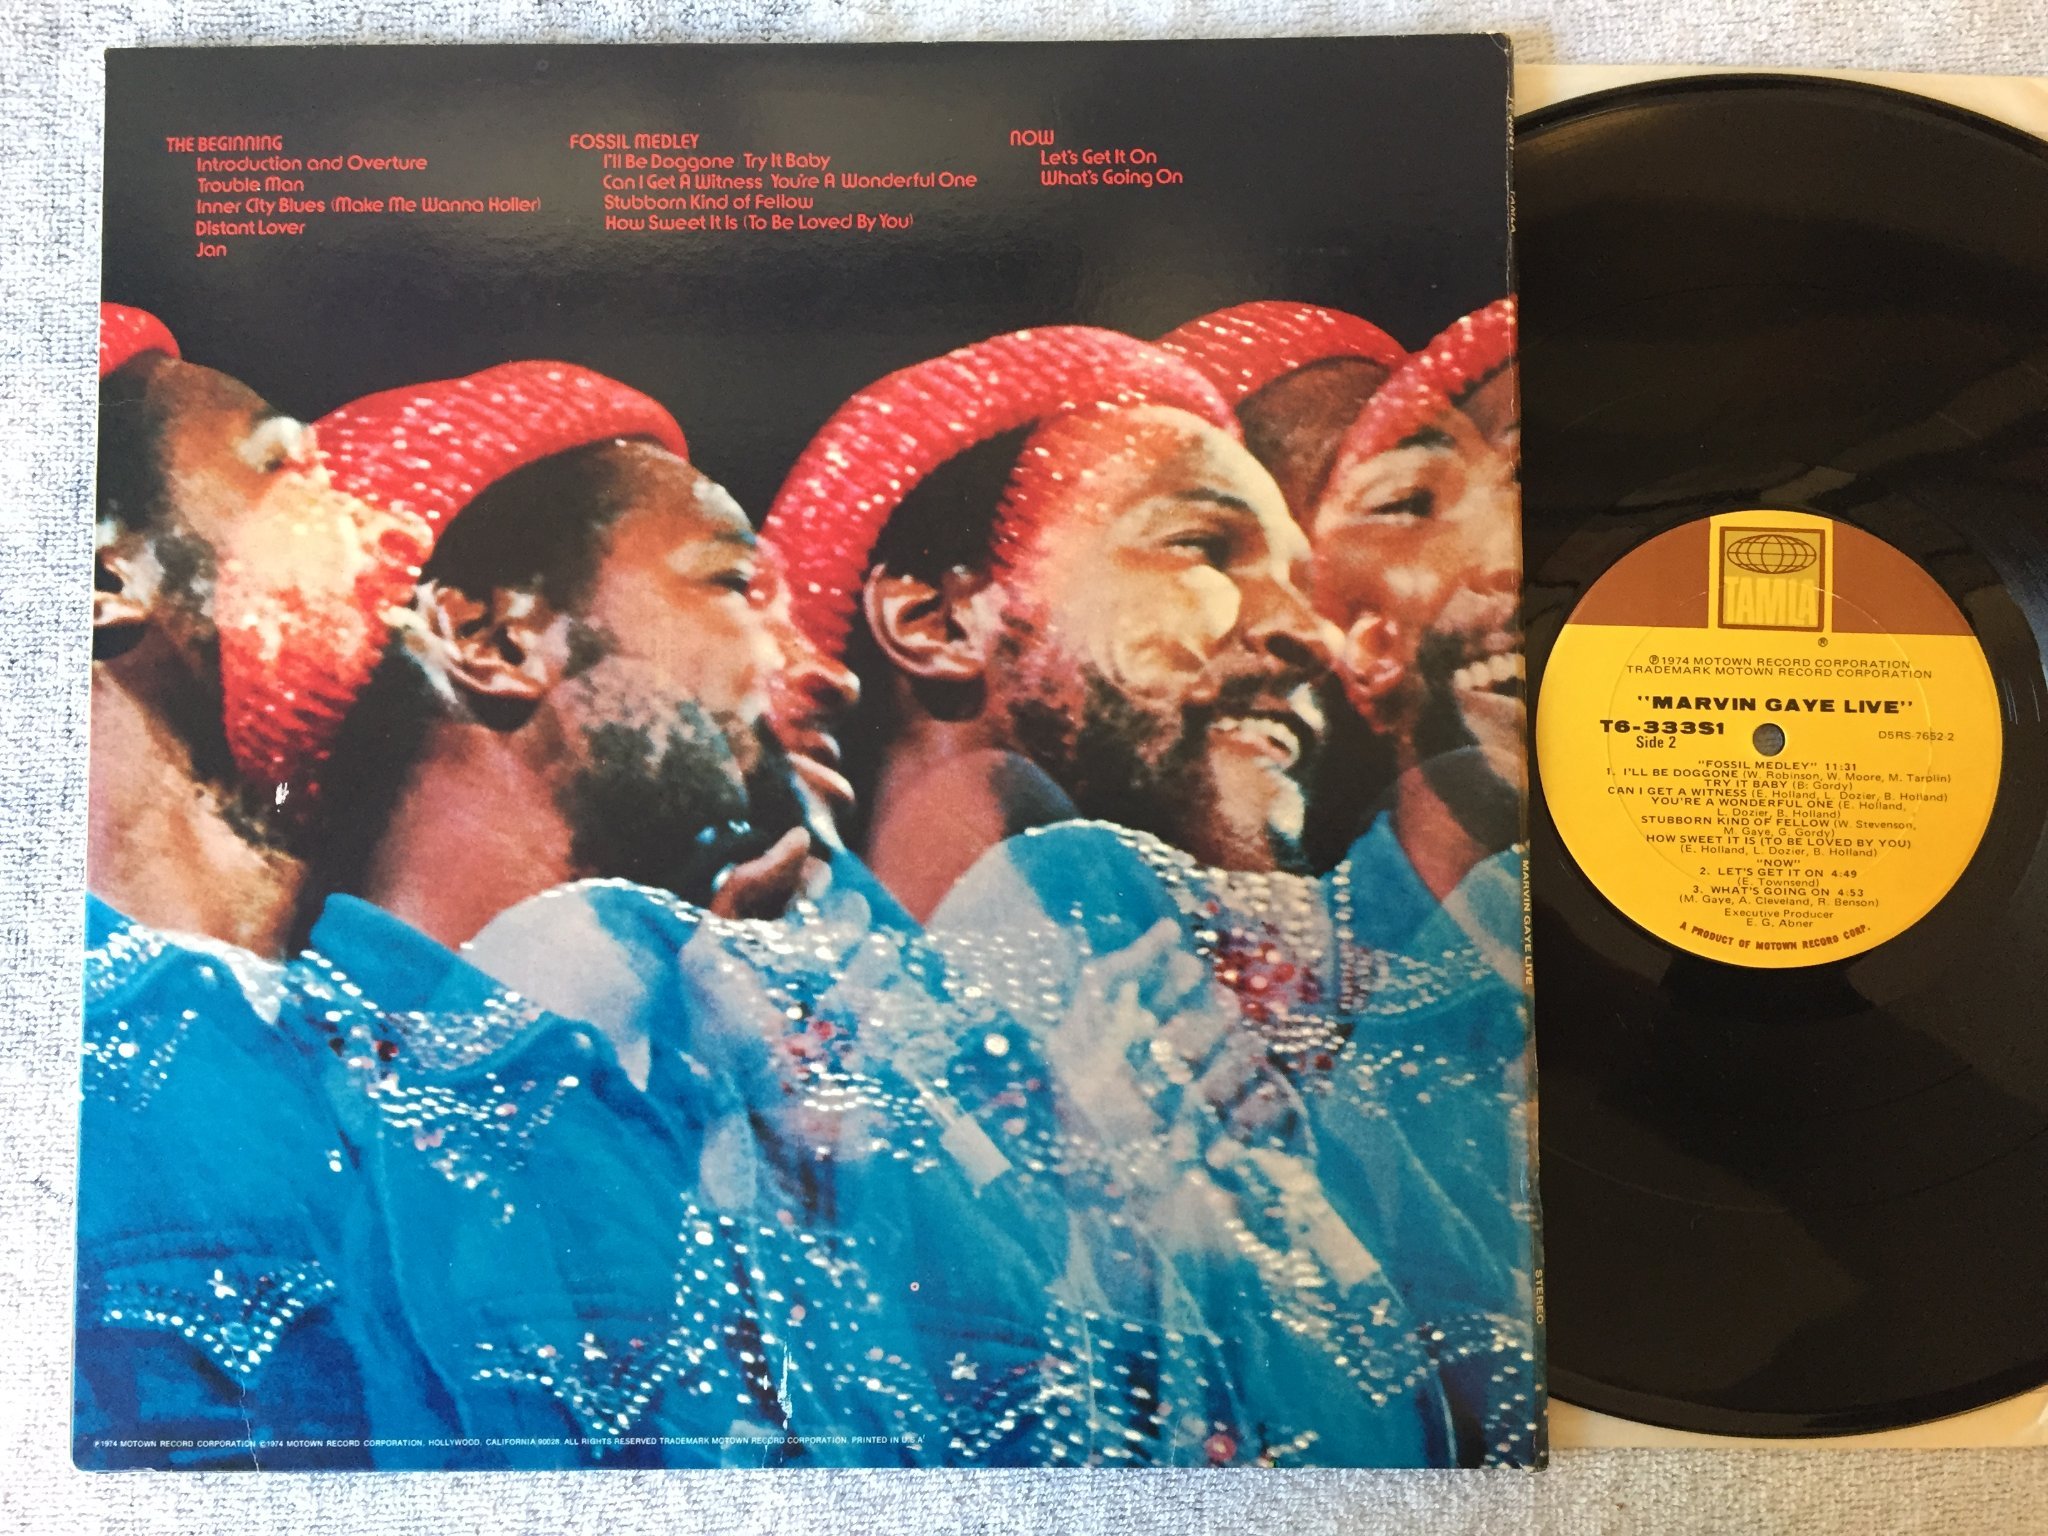 THE BEGINNING
Introduction and Overture
Trouble Man
Inner City Blues (Make Me Wanna Holler)
Distant Lover
Jan
FOSSIL MEDLEY
I'll Be Doggone / Try It Baby
Can I Get A Witness / You're A Wonderful One
Stubborn Kind of Fellow
How Sweet It Is (To Be Loved By You)
NOW
Let's Get It On
What's Going On
℗1974 MOTOWN RECORD CORPORATION ©1974 MOTOWN RECORD CORPORATION, HOLLYWOOD, CALIFORNIA 90028. ALL RIGHTS RESERVED TRADEMARK MOTOWN RECORD CORPORATION. PRINTED IN U.S.A.
TAMLA
MARVIN GAYE LIVE
STEREO
TAMLA
®
℗1974 MOTOWN RECORD CORPORATION
TRADEMARK MOTOWN RECORD CORPORATION
"MARVIN GAYE LIVE"
T6-333S1
Side 2
D5RS-7652-2
"FOSSIL MEDLEY" 11:31
1. I'LL BE DOGGONE (W. Robinson, W. Moore, M. Tarplin)
TRY IT BABY (B. Gordy)
CAN I GET A WITNESS (E. Holland, L. Dozier, B. Holland)
YOU'RE A WONDERFUL ONE (E. Holland,
L. Dozier, B. Holland)
STUBBORN KIND OF FELLOW (W. Stevenson,
M. Gaye, G. Gordy)
HOW SWEET IT IS (TO BE LOVED BY YOU)
(E. Holland, L. Dozier, B. Holland)
"NOW"
2. LET'S GET IT ON 4:49
(E. Townsend)
3. WHAT'S GOING ON 4:53
(M. Gaye, A. Cleveland, R. Benson)
Executive Producer
E. G. Abner
A PRODUCT OF MOTOWN RECORD CORP.